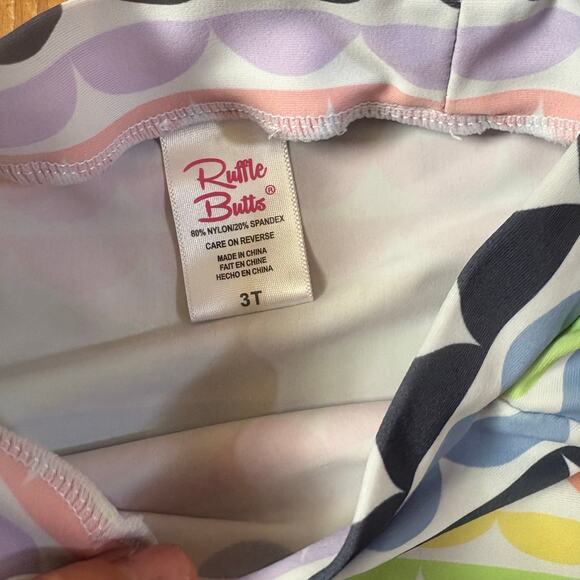 Ruffle
Butts®
80% NYLON/20% SPANDEX
CARE ON REVERSE
MADE IN CHINA
FAIT EN CHINE
HECHO EN CHINA
3T